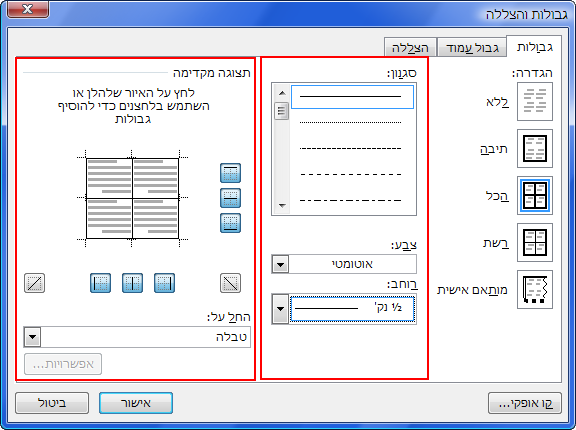 גבולות והצללה
גבולות
גבול עמוד
הצללה
הגדרה:
ללא
תיבה
הכל
רשת
מותאם אישית
סגנון:
צבע:
אוטומטי
רוחב:
½ נק'
תצוגה מקדימה
לחץ על האיור שלהלן או
השתמש בלחצנים כדי להוסיף
גבולות
החל על:
טבלה
אפשרויות...
קו אופקי...
אישור
ביטול